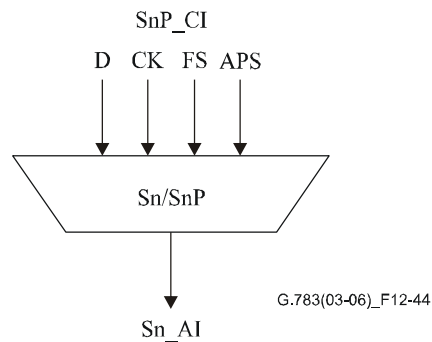 SnP_CI
D CK FS APS
Sn/SnP
G.783(03-06)_F12-44
Sn_AI